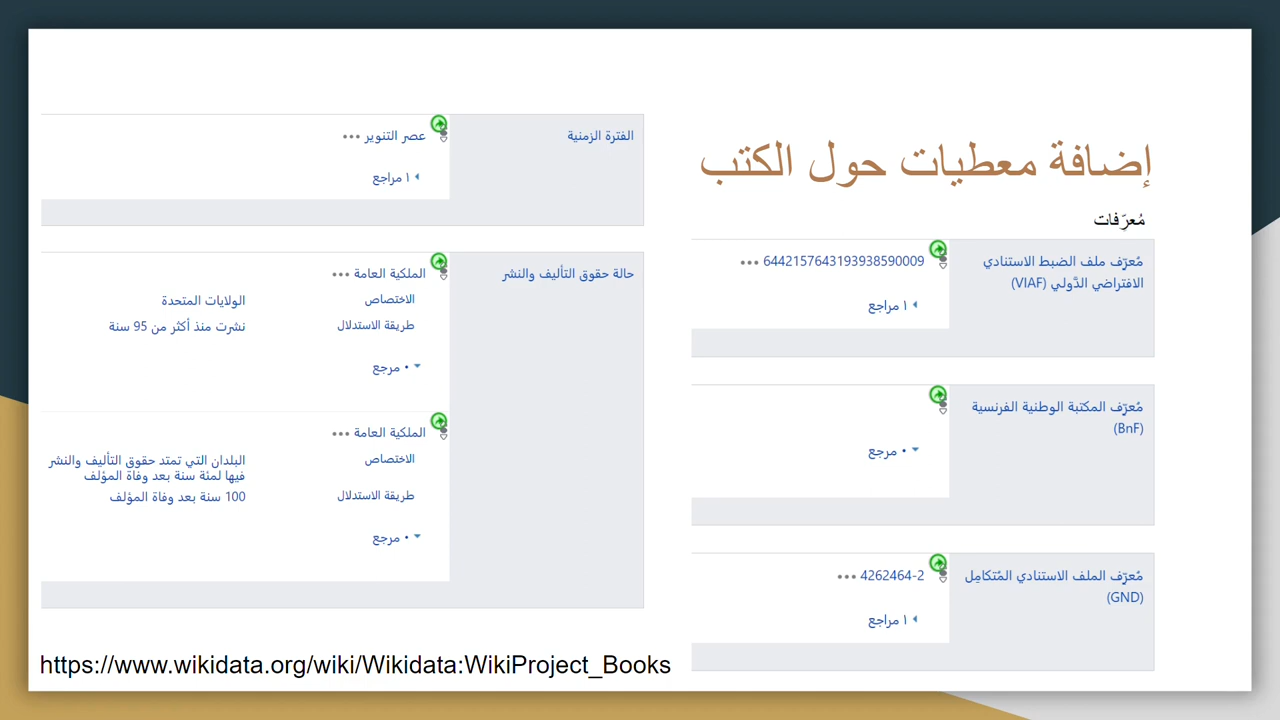 إضافة معطيات حول الكتب
مُعرّفات
مُعرّف ملف الضبط الاستنادي
الافتراضي الدَّولي (VIAF)
6442157643193938590009
١ مراجع
مُعرّف المكتبة الوطنية الفرنسية
(BnF)
٠ مرجع
مُعرّف الملف الاستنادي المُتكامِل
(GND)
4262464-2
١ مراجع
الفترة الزمنية
عصر التنوير
١ مراجع
حالة حقوق التأليف والنشر
الملكية العامة
الاختصاص
الولايات المتحدة
طريقة الاستدلال
نشرت منذ أكثر من 95 سنة
٠ مرجع
الملكية العامة
الاختصاص
البلدان التي تمتد حقوق التأليف والنشر
فيها لمئة سنة بعد وفاة المؤلف
طريقة الاستدلال
100 سنة بعد وفاة المؤلف
٠ مرجع
https://www.wikidata.org/wiki/Wikidata:WikiProject_Books